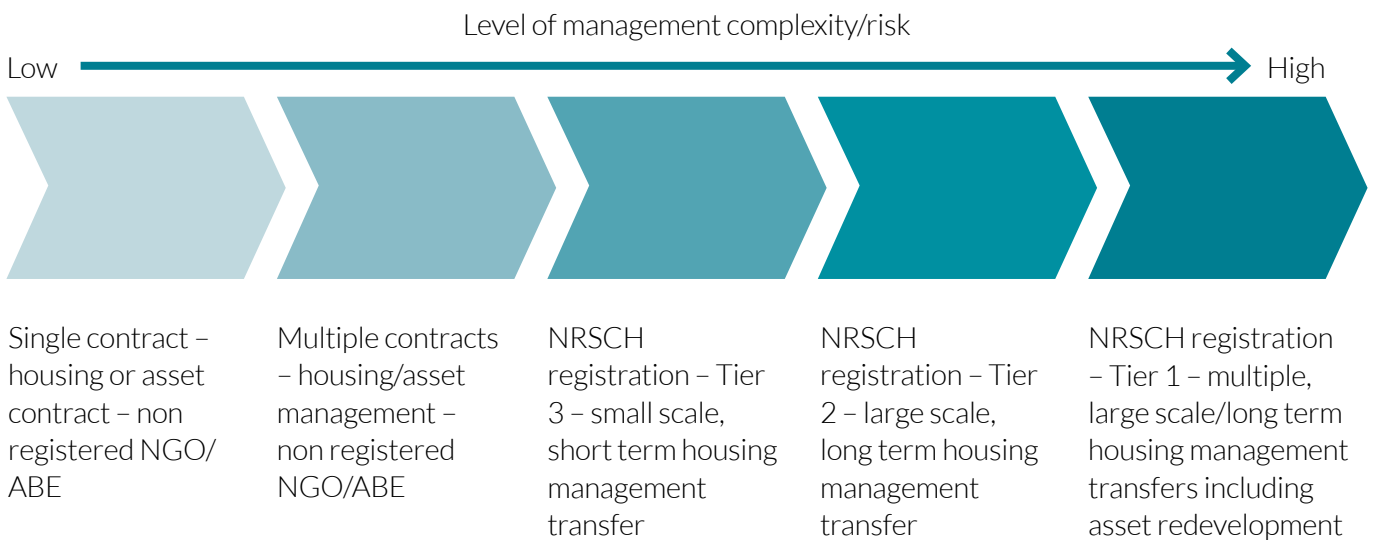 Level of management complexity/risk
Low
High
Single contract –
housing or asset
contract – non
registered NGO/
ABE
Multiple contracts
– housing/asset
management –
non registered
NGO/ABE
NRSCH
registration – Tier
3 – small scale,
short term housing
management
transfer
NRSCH
registration – Tier
2 – large scale,
long term housing
management
transfer
NRSCH registration
– Tier 1 – multiple,
large scale/long term
housing management
transfers including
asset redevelopment